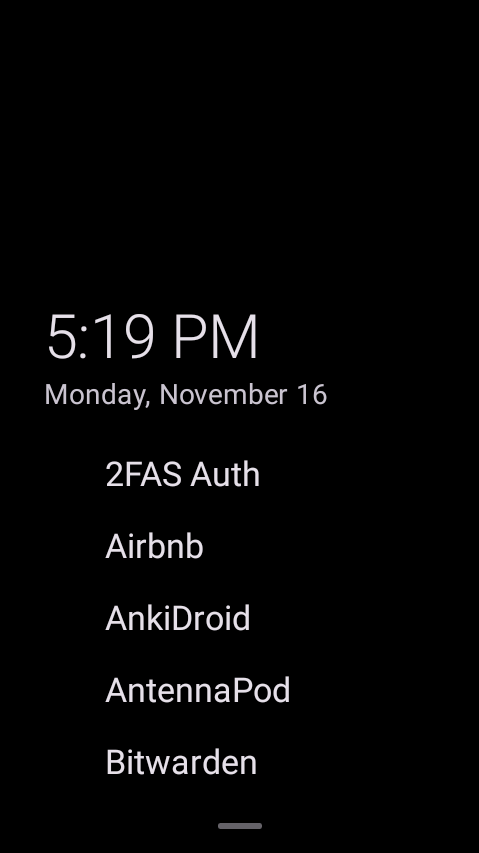 5:19 PM
Monday, November 16
2FAS Auth
Airbnb
AnkiDroid
AntennaPod
Bitwarden